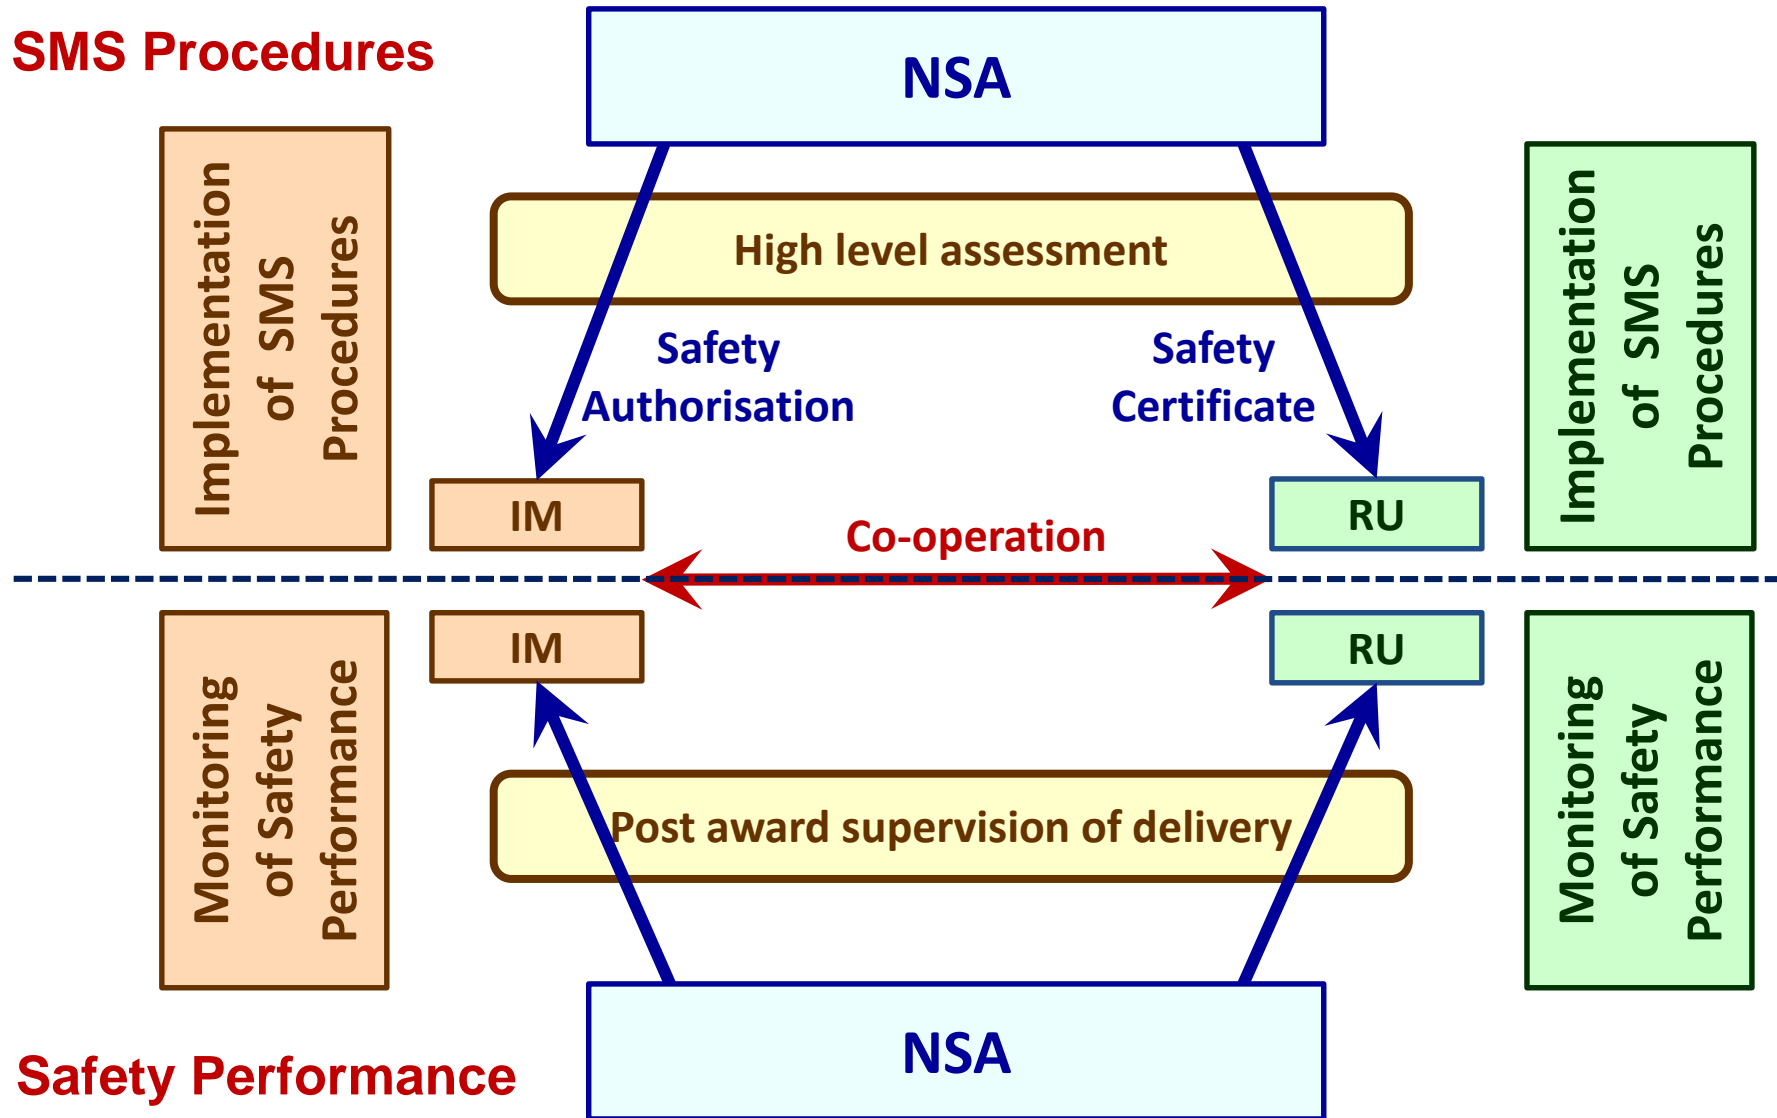 SMS Procedures
NSA
Implementation
of SMS
Procedures
High level assessment
Implementation
of SMS
Procedures
Safety
Authorisation
Safety
Certificate
IM
RU
Co-operation
IM
RU
Monitoring
of Safety
Performance
Post award supervision of delivery
Monitoring
of Safety
Performance
NSA
Safety Performance